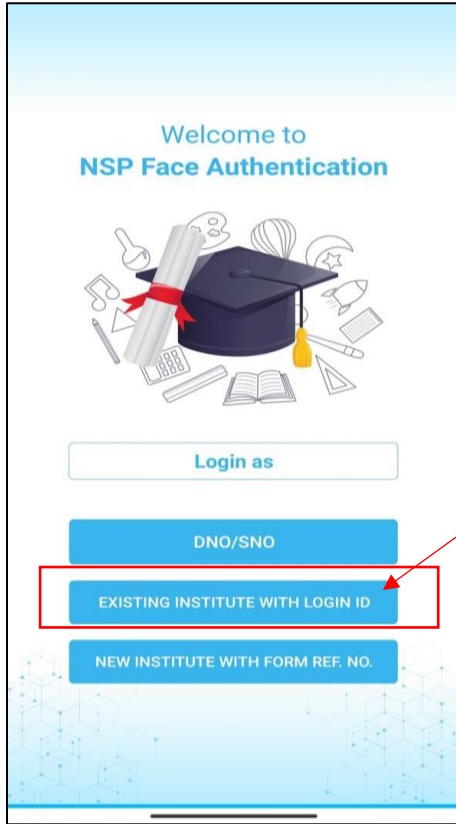 Welcome to
NSP Face Authentication
Login as
DNO/SNO
EXISTING INSTITUTE WITH LOGIN ID
NEW INSTITUTE WITH FORM REF. NO.